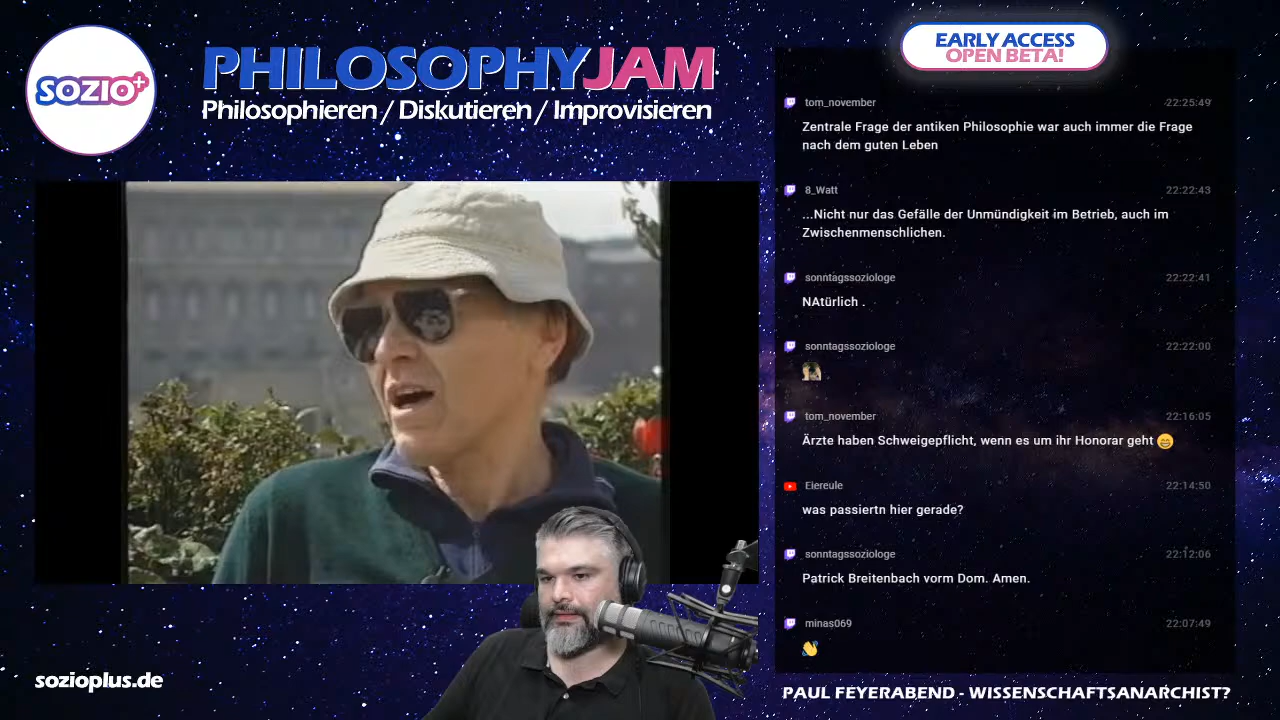 SOZIO+
PHILOSOPHYJAM
Philosophieren / Diskutieren / Improvisieren
EARLY ACCESS
OPEN BETA!
tom_november 22:25:49
Zentrale Frage der antiken Philosophie war auch immer die Frage
nach dem guten Leben
8_Watt 22:22:43
...Nicht nur das Gefälle der Unmündigkeit im Betrieb, auch im
Zwischenmenschlichen.
sonntagssoziologe 22:22:41
NAtürlich .
sonntagssoziologe 22:22:00
tom_november 22:16:05
Ärzte haben Schweigepflicht, wenn es um ihr Honorar geht 😄
Eiereule 22:14:50
was passiertn hier gerade?
sonntagssoziologe 22:12:06
Patrick Breitenbach vorm Dom. Amen.
minas069 22:07:49
👋
sozioplus.de
PAUL FEYERABEND - WISSENSCHAFTSANARCHIST?